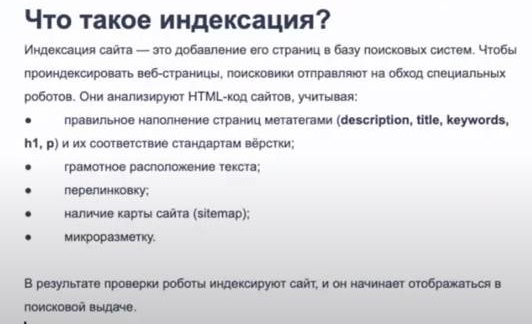 Что такое индексация?
Индексация сайта — это добавление его страниц в базу поисковых систем. Чтобы
проиндексировать веб-страницы, поисковики отправляют на обход специальных
роботов. Они анализируют HTML-код сайтов, учитывая:
● правильное наполнение страниц метатегами (description, title, keywords,
h1, p) и их соответствие стандартам вёрстки;
● грамотное расположение текста;
● перелинковку;
● наличие карты сайта (sitemap);
● микроразметку.
В результате проверки роботы индексируют сайт, и он начинает отображаться в
поисковой выдаче.